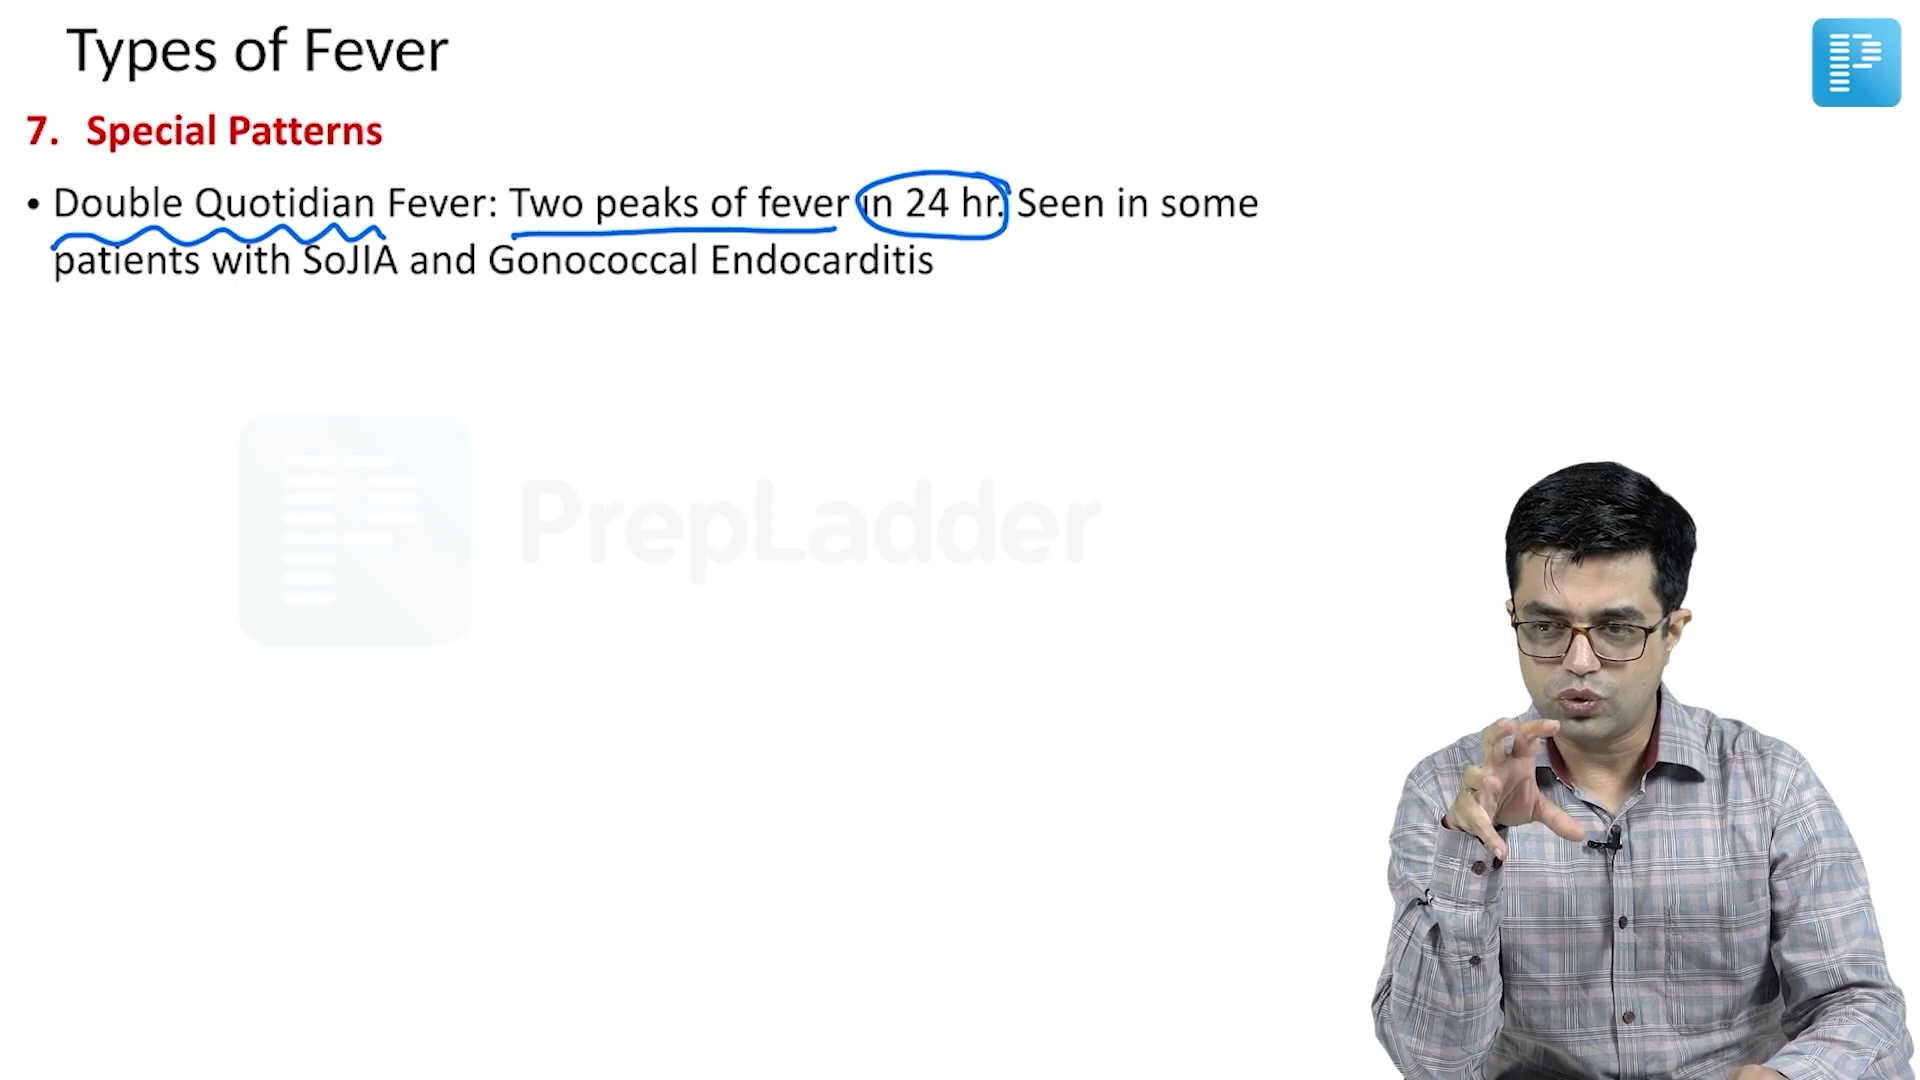 Types of Fever
7. Special Patterns
• Double Quotidian Fever: Two peaks of fever in 24 hr. Seen in some
patients with SoJIA and Gonococcal Endocarditis
PrepLadder